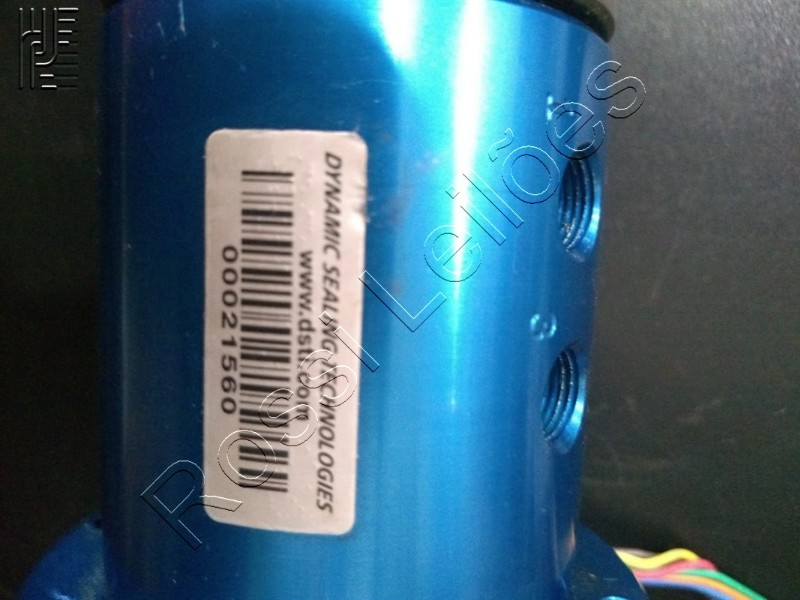 DYNAMIC SEALING TECHNOLOGIES
www.dsti.com
00021560
Rossi Leilões